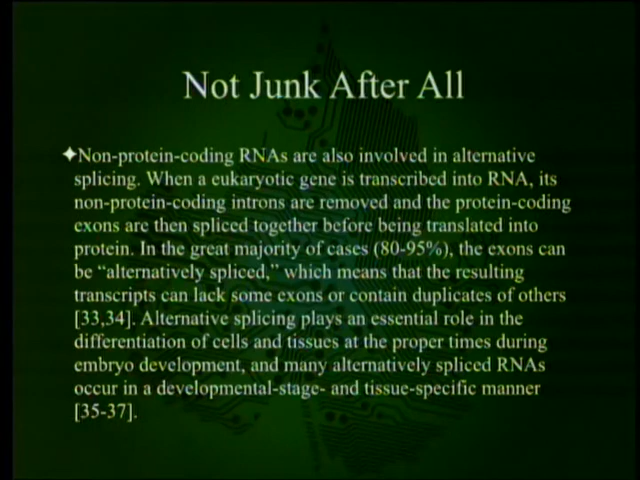 Not Junk After All
✦Non-protein-coding RNAs are also involved in alternative
splicing. When a eukaryotic gene is transcribed into RNA, its
non-protein-coding introns are removed and the protein-coding
exons are then spliced together before being translated into
protein. In the great majority of cases (80-95%), the exons can
be “alternatively spliced,” which means that the resulting
transcripts can lack some exons or contain duplicates of others
[33,34]. Alternative splicing plays an essential role in the
differentiation of cells and tissues at the proper times during
embryo development, and many alternatively spliced RNAs
occur in a developmental-stage- and tissue-specific manner
[35-37].